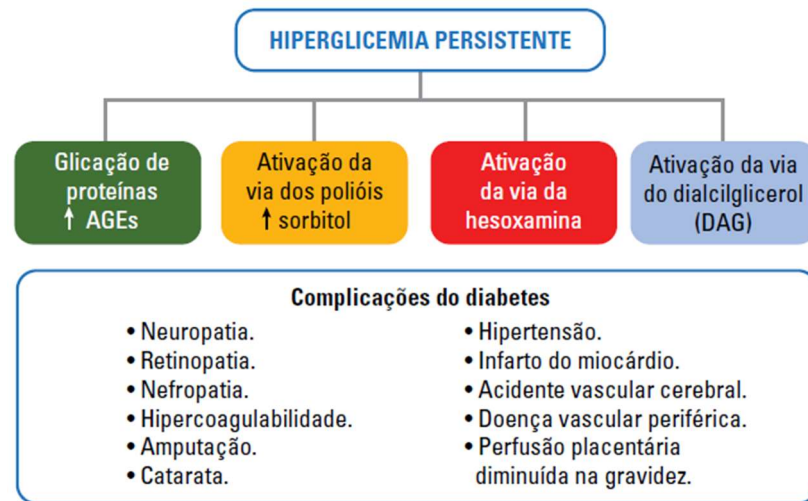 HIPERGLICEMIA PERSISTENTE
Glicação de
proteínas
↑ AGEs
Ativação da
via dos polióis
↑ sorbitol
Ativação
da via da
hesoxamina
Ativação da via
do dialcilglicerol
(DAG)
Complicações do diabetes
• Neuropatia.
• Retinopatia.
• Nefropatia.
• Hipercoagulabilidade.
• Amputação.
• Catarata.
• Hipertensão.
• Infarto do miocárdio.
• Acidente vascular cerebral.
• Doença vascular periférica.
• Perfusão placentária
diminuída na gravidez.